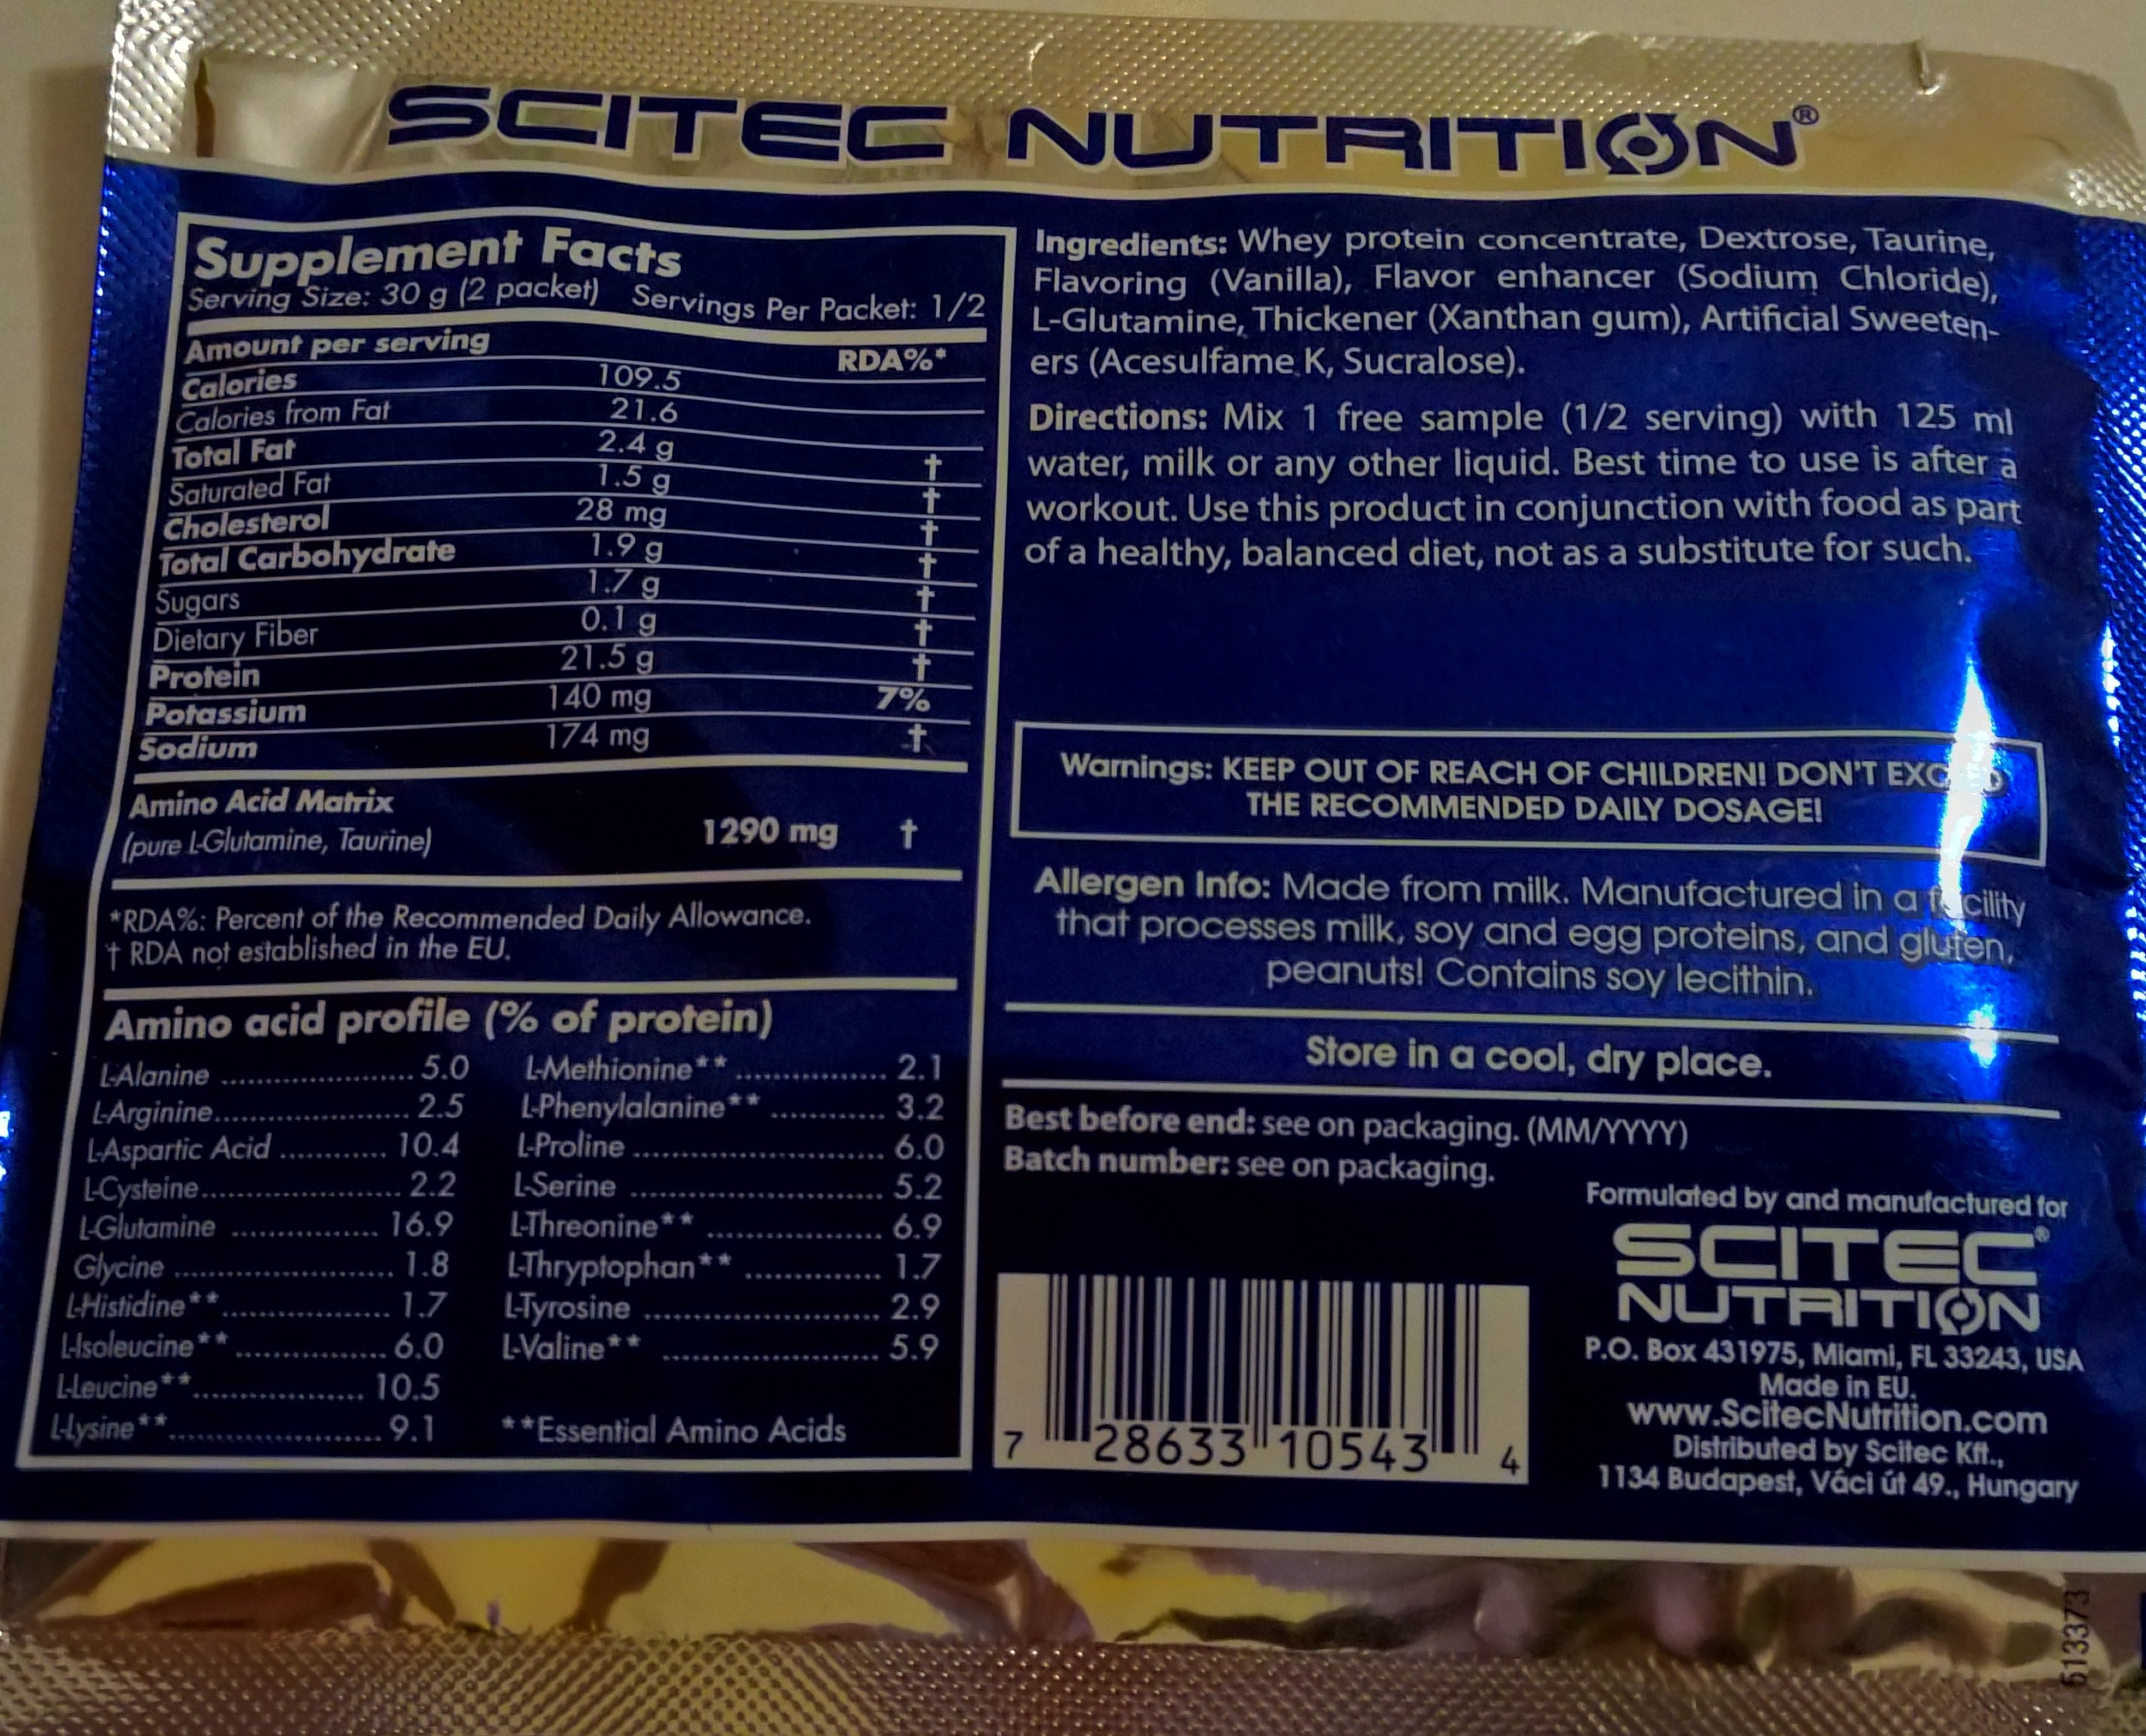 SCITEC NUTRITION®
Supplement Facts
Serving Size: 30 g (2 packet) Servings Per Packet: 1/2
Amount per serving RDA%*
Calories 109.5
Calories from Fat 21.6
Total Fat 2.4 g †
Saturated Fat 1.5 g †
Cholesterol 28 mg †
Total Carbohydrate 1.9 g †
Sugars 1.7 g †
Dietary Fiber 0.1 g †
Protein 21.5 g †
Potassium 140 mg 7%
Sodium 174 mg †
Amino Acid Matrix
(pure L-Glutamine, Taurine) 1290 mg †
*RDA%: Percent of the Recommended Daily Allowance.
† RDA not established in the EU.
Amino acid profile (% of protein)
L-Alanine ..................... 5.0
L-Arginine..................... 2.5
L-Aspartic Acid ............ 10.4
L-Cysteine..................... 2.2
L-Glutamine ................ 16.9
Glycine ........................ 1.8
L-Histidine**.................. 1.7
L-Isoleucine** ................ 6.0
L-Leucine**................... 10.5
L-Lysine**....................... 9.1
L-Methionine** ................ 2.1
L-Phenylalanine** ............ 3.2
L-Proline ........................... 6.0
L-Serine ........................... 5.2
L-Threonine** ................... 6.9
L-Thryptophan** ............... 1.7
L-Tyrosine ......................... 2.9
L-Valine** ........................ 5.9
**Essential Amino Acids
Ingredients: Whey protein concentrate, Dextrose, Taurine,
Flavoring (Vanilla), Flavor enhancer (Sodium Chloride),
L-Glutamine, Thickener (Xanthan gum), Artificial Sweeten-
ers (Acesulfame K, Sucralose).
Directions: Mix 1 free sample (1/2 serving) with 125 ml
water, milk or any other liquid. Best time to use is after a
workout. Use this product in conjunction with food as part
of a healthy, balanced diet, not as a substitute for such.
Warnings: KEEP OUT OF REACH OF CHILDREN! DON'T EXCEED
THE RECOMMENDED DAILY DOSAGE!
Allergen Info: Made from milk. Manufactured in a facility
that processes milk, soy and egg proteins, and gluten,
peanuts! Contains soy lecithin.
Store in a cool, dry place.
Best before end: see on packaging. (MM/YYYY)
Batch number: see on packaging.
7 28633 10543 4
Formulated by and manufactured for
SCITEC®
NUTRITION
P.O. Box 431975, Miami, FL 33243, USA
Made in EU.
www.ScitecNutrition.com
Distributed by Scitec Kft.,
1134 Budapest, Váci út 49., Hungary
513373